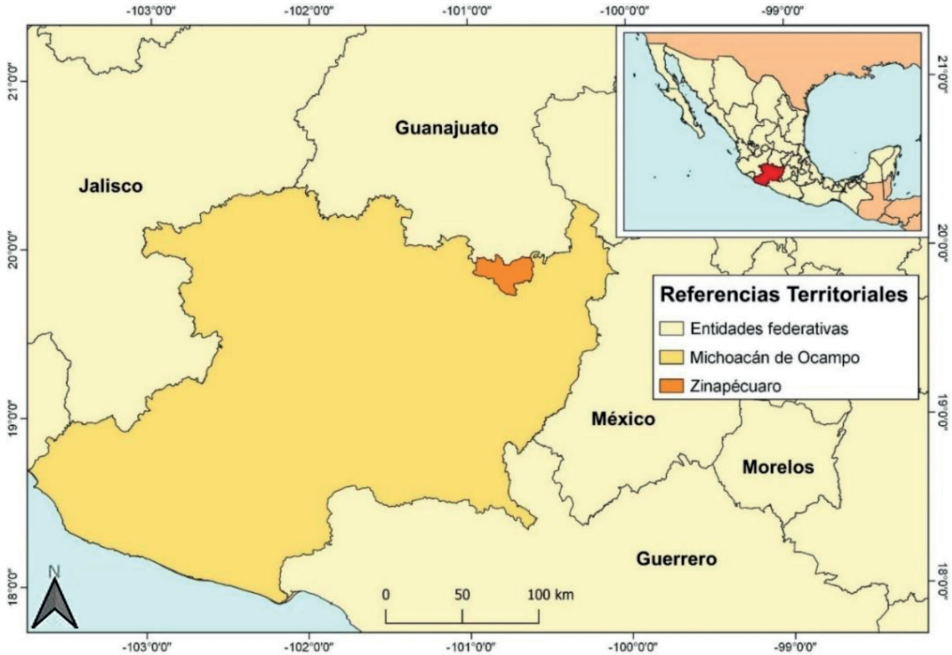 -103°0'0" -102°0'0" -101°0'0" -100°0'0" -99°0'0"
21°0'0"
21°0'0"
Guanajuato
Jalisco
20°0'0"
20°0'0"
Referencias Territoriales
Entidades federativas
Michoacán de Ocampo
Zinapécuaro
19°0'0"
19°0'0"
México
Morelos
Guerrero
N
0 50 100 km
18°0'0"
18°0'0"
-103°0'0" -102°0'0" -101°0'0" -100°0'0" -99°0'0"